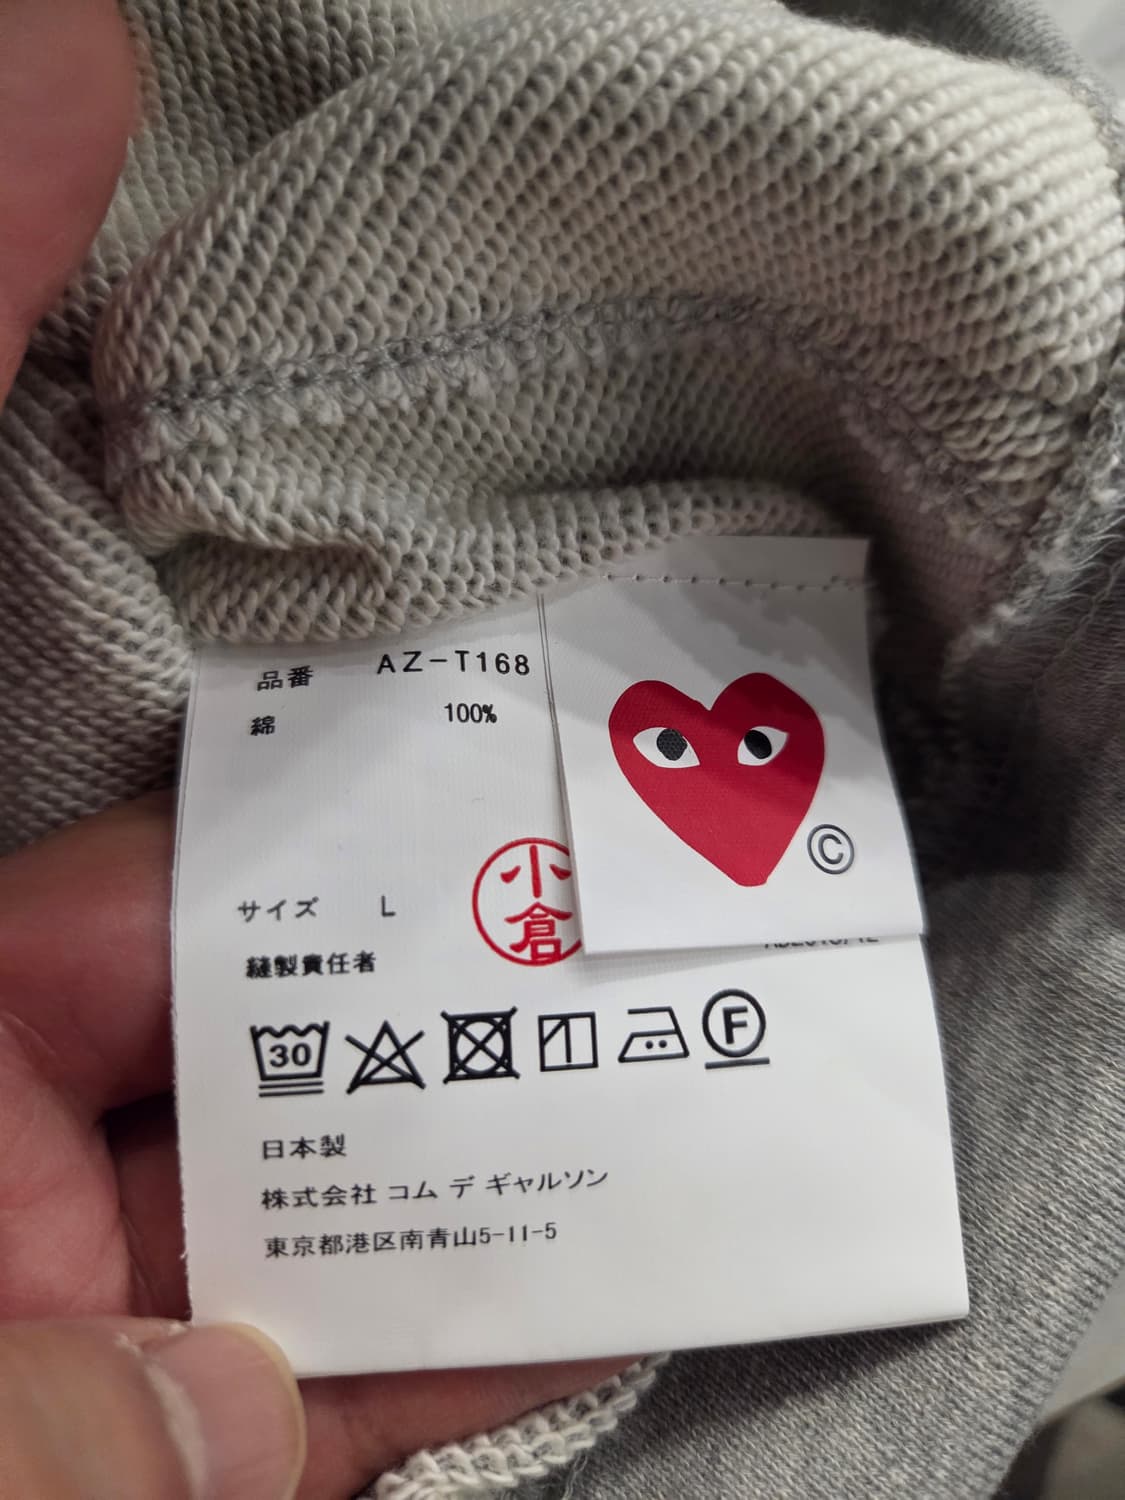 品番 AZ-T168
綿 100%
サイズ L
小倉
縫製責任者
©
30
F
日本製
株式会社 コム デ ギャルソン
東京都港区南青山5-11-5